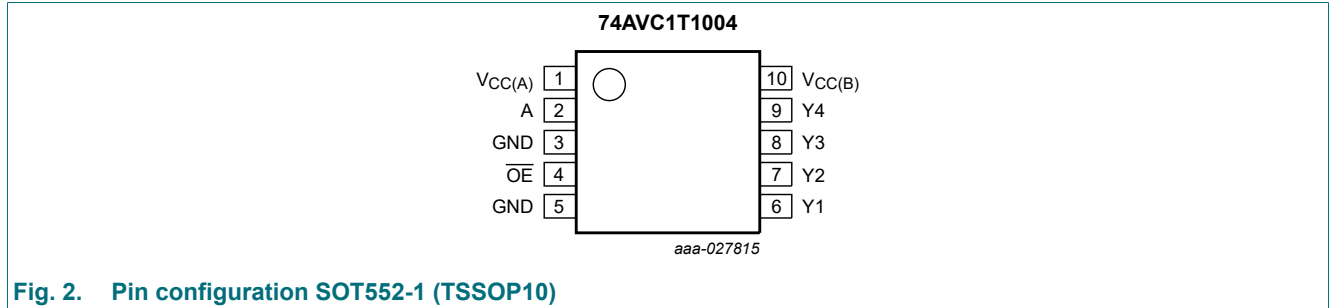 74AVC1T1004
VCC(A) 1 10 VCC(B)
A 2 9 Y4
GND 3 8 Y3
OE 4 7 Y2
GND 5 6 Y1
aaa-027815
Fig. 2. Pin configuration SOT552-1 (TSSOP10)